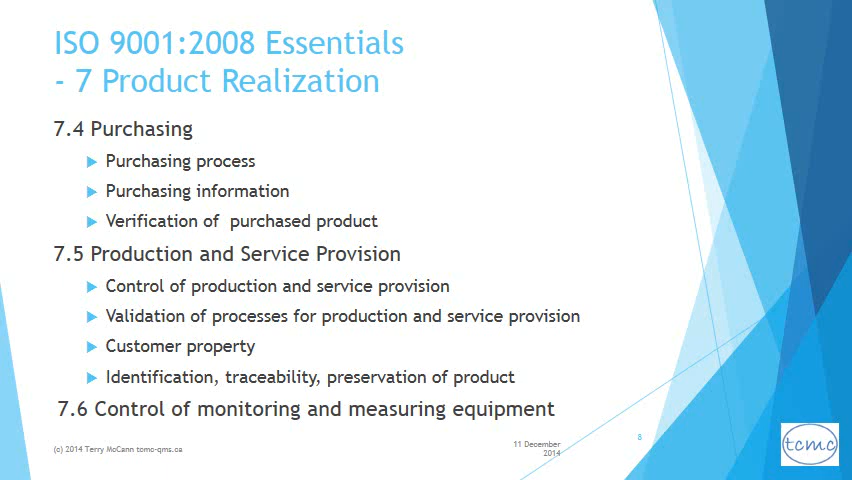 ISO 9001:2008 Essentials
- 7 Product Realization
7.4 Purchasing
Purchasing process
Purchasing information
Verification of  purchased product
7.5 Production and Service Provision
Control of production and service provision
Validation of processes for production and service provision
Customer property
Identification, traceability, preservation of product
7.6 Control of monitoring and measuring equipment
(c) 2014 Terry McCann tcmc-qms.ca
11 December
2014
8
tcmc